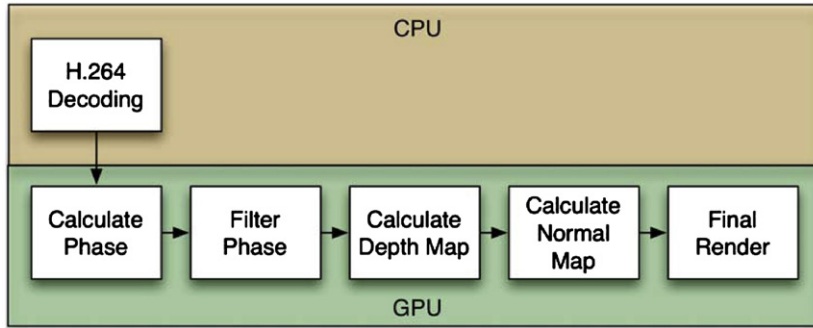 CPU
H.264
Decoding
Calculate
Phase
Filter
Phase
Calculate
Depth Map
Calculate
Normal
Map
Final
Render
GPU